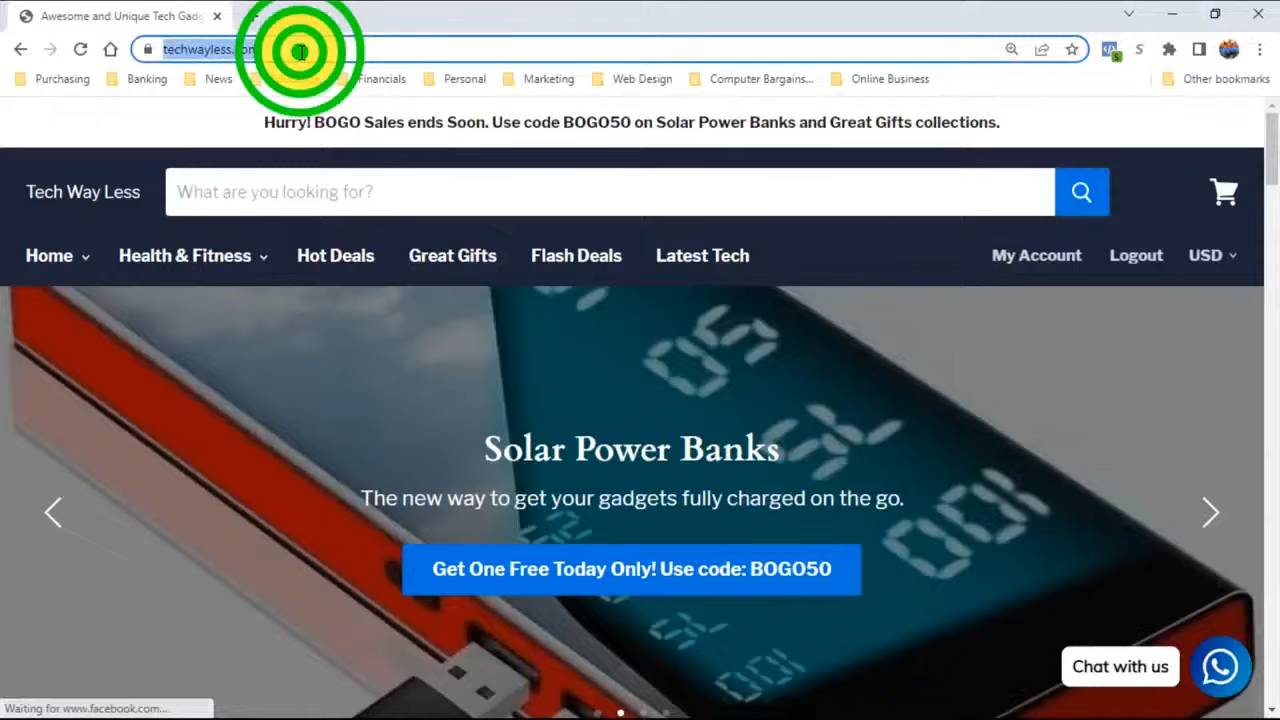 Awesome and Unique Tech Gadg
techwayless.com
Purchasing
Banking
News
Financials
Personal
Marketing
Web Design
Computer Bargains...
Online Business
Other bookmarks
Hurry! BOGO Sales ends Soon. Use code BOGO50 on Solar Power Banks and Great Gifts collections.
Tech Way Less
What are you looking for?
Home
Health & Fitness
Hot Deals
Great Gifts
Flash Deals
Latest Tech
My Account
Logout
USD
Solar Power Banks
The new way to get your gadgets fully charged on the go.
Get One Free Today Only! Use code: BOGO50
Chat with us
Waiting for www.facebook.com...